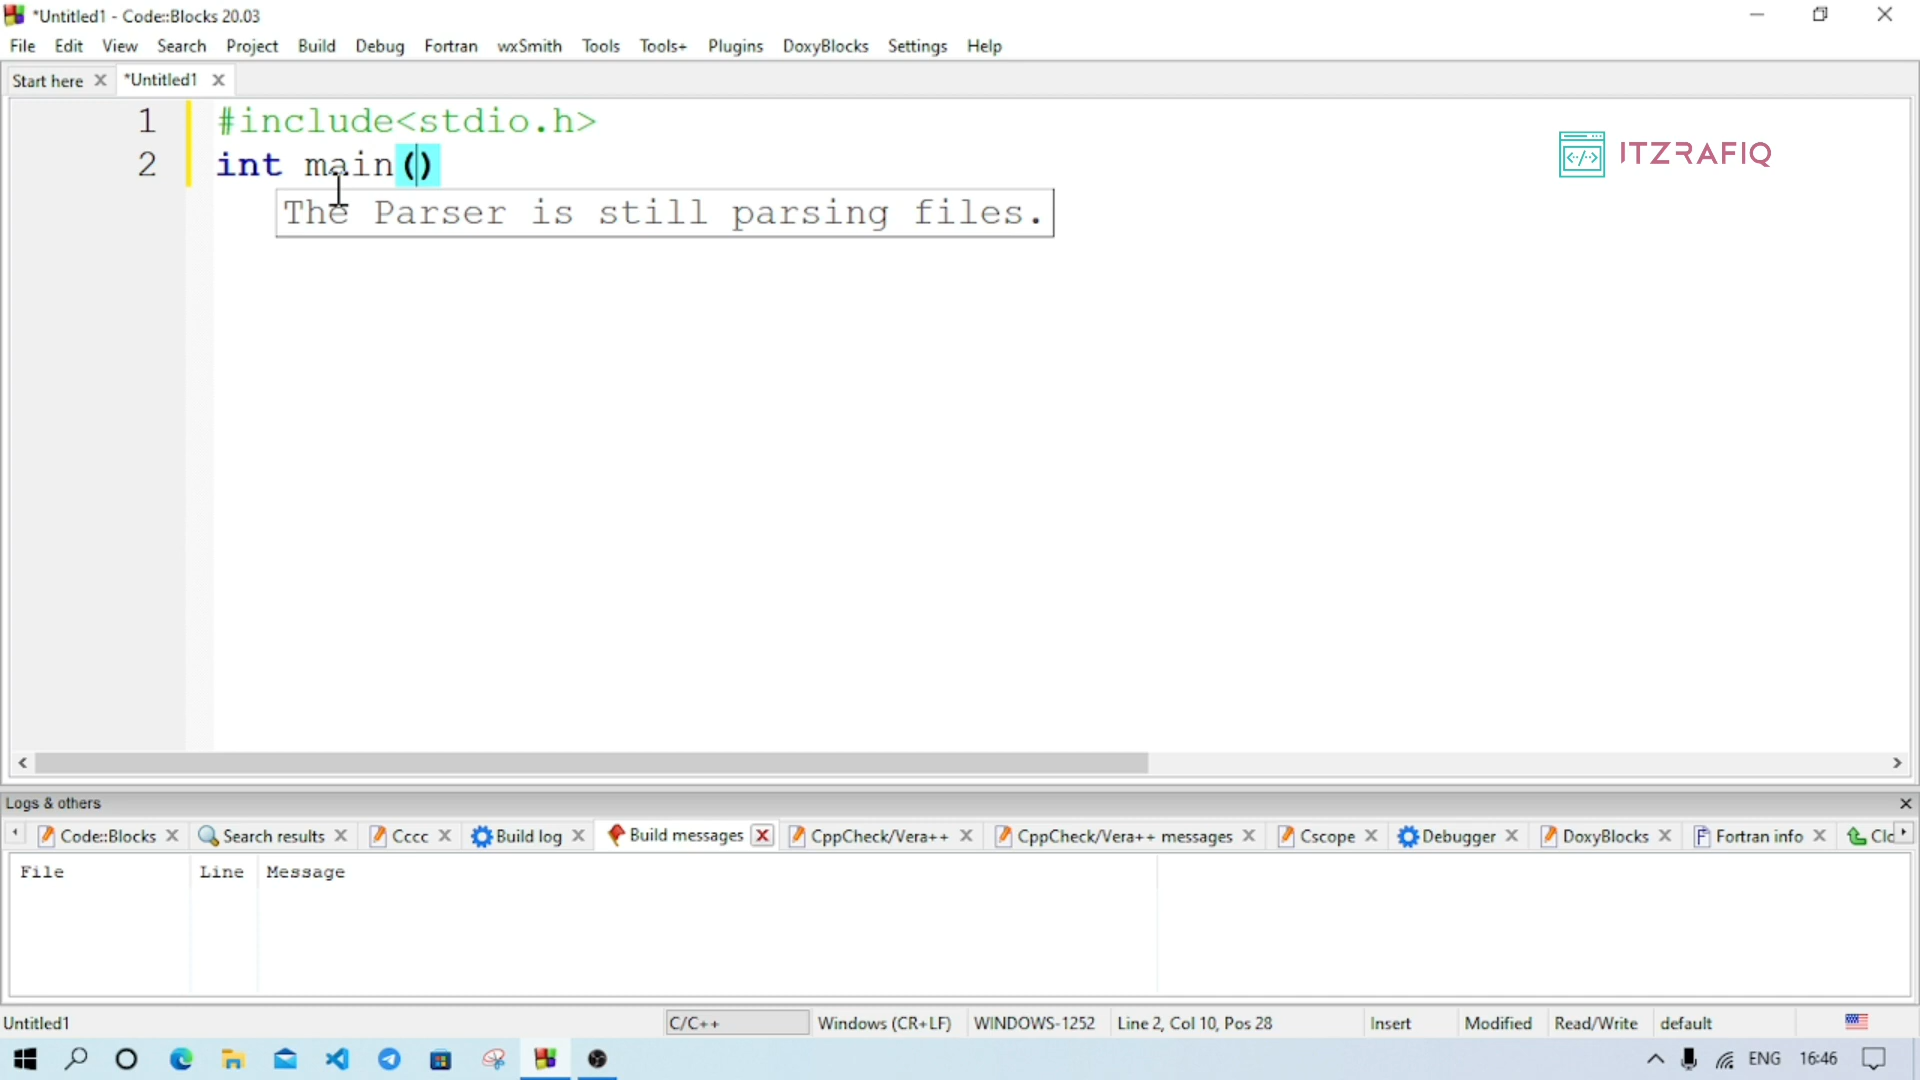 *Untitled1 - Code::Blocks 20.03
File Edit View Search Project Build Debug Fortran wxSmith Tools Tools+ Plugins DoxyBlocks Settings Help
Start here *Untitled1
1 #include<stdio.h>
2 int main()
The Parser is still parsing files.
ITZRAFIQ
Logs & others
Code::Blocks Search results Cccc Build log Build messages CppCheck/Vera++ CppCheck/Vera++ messages Cscope Debugger DoxyBlocks Fortran info Clo
File Line Message
Untitled1 C/C++ Windows (CR+LF) WINDOWS-1252 Line 2, Col 10, Pos 28 Insert Modified Read/Write default
ENG 16:46